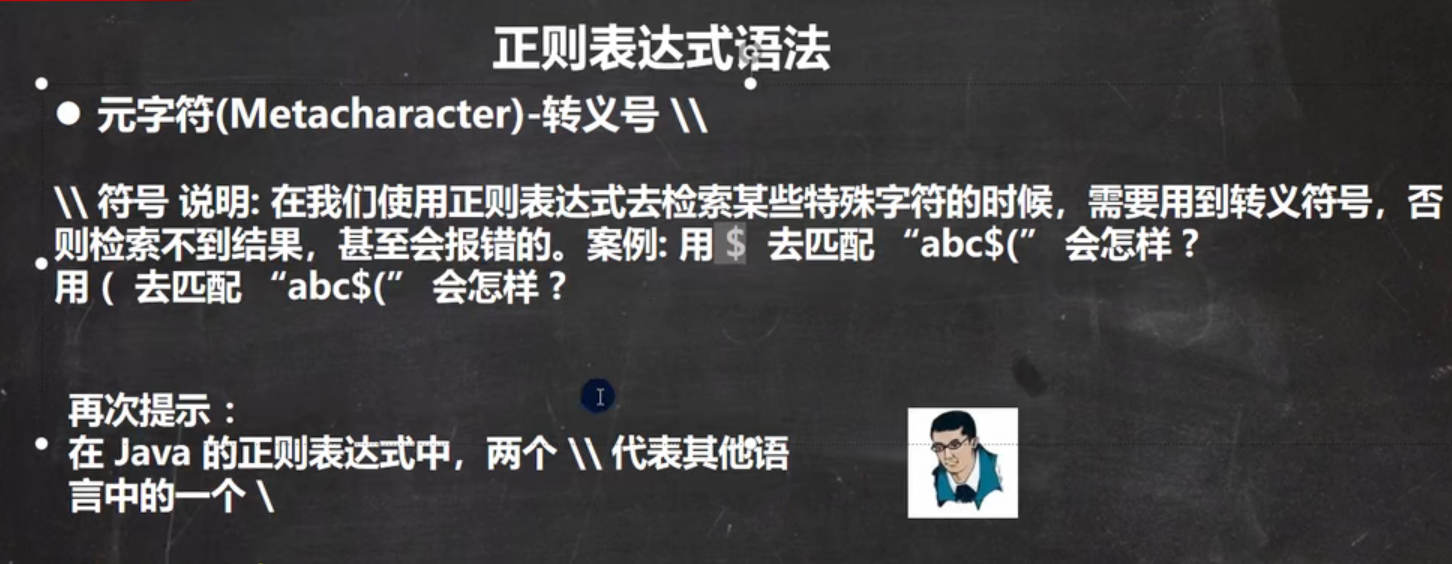 正则表达式语法
● 元字符(Metacharacter)-转义号 \\
\\ 符号 说明: 在我们使用正则表达式去检索某些特殊字符的时候，需要用到转义符号，否
则检索不到结果，甚至会报错的。案例: 用 $ 去匹配 “abc$(” 会怎样？
用 ( 去匹配 “abc$(” 会怎样？
再次提示：
在 Java 的正则表达式中，两个 \\ 代表其他语
言中的一个 \